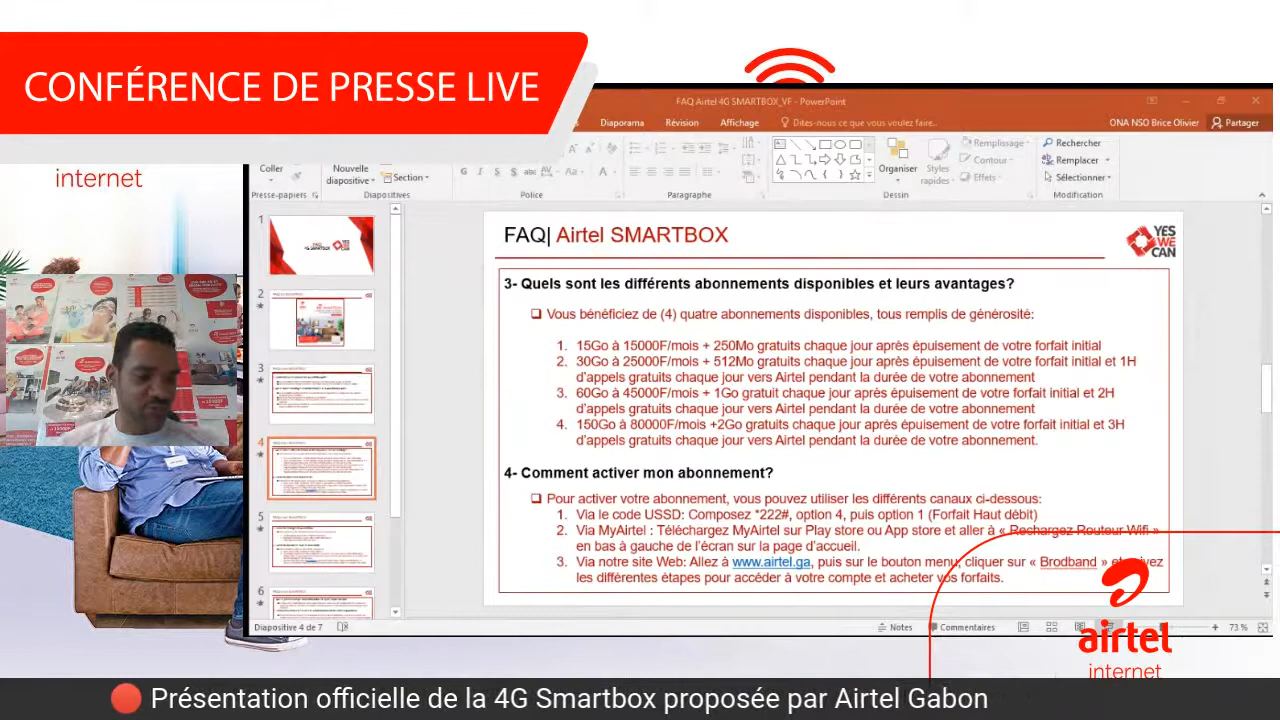 CONFÉRENCE DE PRESSE LIVE
internet
FAQ Airtel 4G SMARTBOX_VF - PowerPoint
Diaporama Révision Affichage Dites-nous ce que vous voulez faire.. ONA NSO Brice Olivier Partager
Coller
Nouvelle
diapositive
Section
Organiser
Styles
rapides
Remplissage
Contour
Effets
Rechercher
Remplacer
Sélectionner
Presse-papiers Diapositives Police Paragraphe Dessin Modification
1
2
3
4
5
6
FAQ| Airtel SMARTBOX
YES
WE
CAN
3- Quels sont les différents abonnements disponibles et leurs avantages?
Vous bénéficiez de (4) quatre abonnements disponibles, tous remplis de générosité:
1. 15Go à 15000F/mois + 250Mo gratuits chaque jour après épuisement de votre forfait initial
2. 30Go à 25000F/mois + 512Mo gratuits chaque jour après épuisement de votre forfait initial et 1H
d'appels gratuits chaque jour vers Airtel pendant la durée de votre abonnement
3. 60Go à 45000F/mois + 1Go gratuit chaque jour après épuisement de votre forfait initial et 2H
d'appels gratuits chaque jour vers Airtel pendant la durée de votre abonnement
4. 150Go à 80000F/mois +2Go gratuits chaque jour après épuisement de votre forfait initial et 3H
d'appels gratuits chaque jour vers Airtel pendant la durée de votre abonnement.
4- Comment activer mon abonnement?
Pour activer votre abonnement, vous pouvez utiliser les différents canaux ci-dessous:
1. Via le code USSD: Composez *222#, option 4, puis option 1 (Forfait Haut débit)
2. Via MyAirtel : Téléchargez MyAirtel sur Play store ou App store et aller à « Rechargez Routeur Wifi »
en bas à gauche de l'écran sur la page d'accueil.
3. Via notre site Web: Allez à www.airtel.ga, puis sur le bouton menu, cliquer sur « Brodband » et suivez
les différentes étapes pour accéder à votre compte et acheter vos forfaits.
Diapositive 4 de 7 Notes Commentaires 73 %
airtel
internet
Présentation officielle de la 4G Smartbox proposée par Airtel Gabon